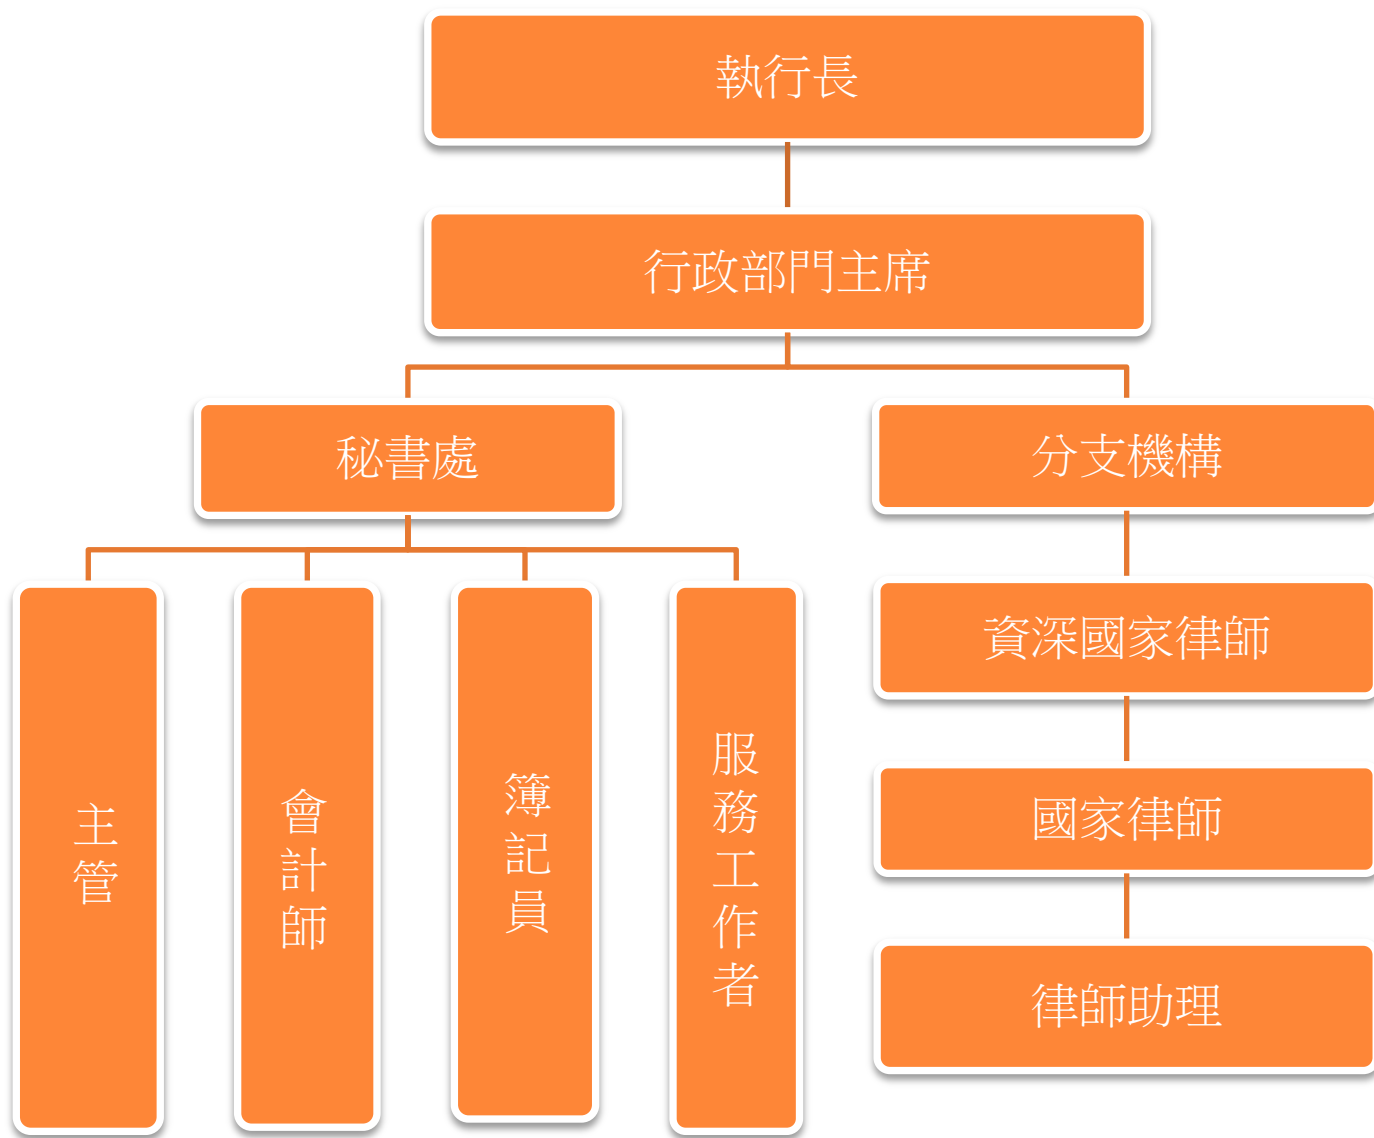 執行長
行政部門主席
秘書處
分支機構
主管
會計師
簿記員
服務工作者
資深國家律師
國家律師
律師助理